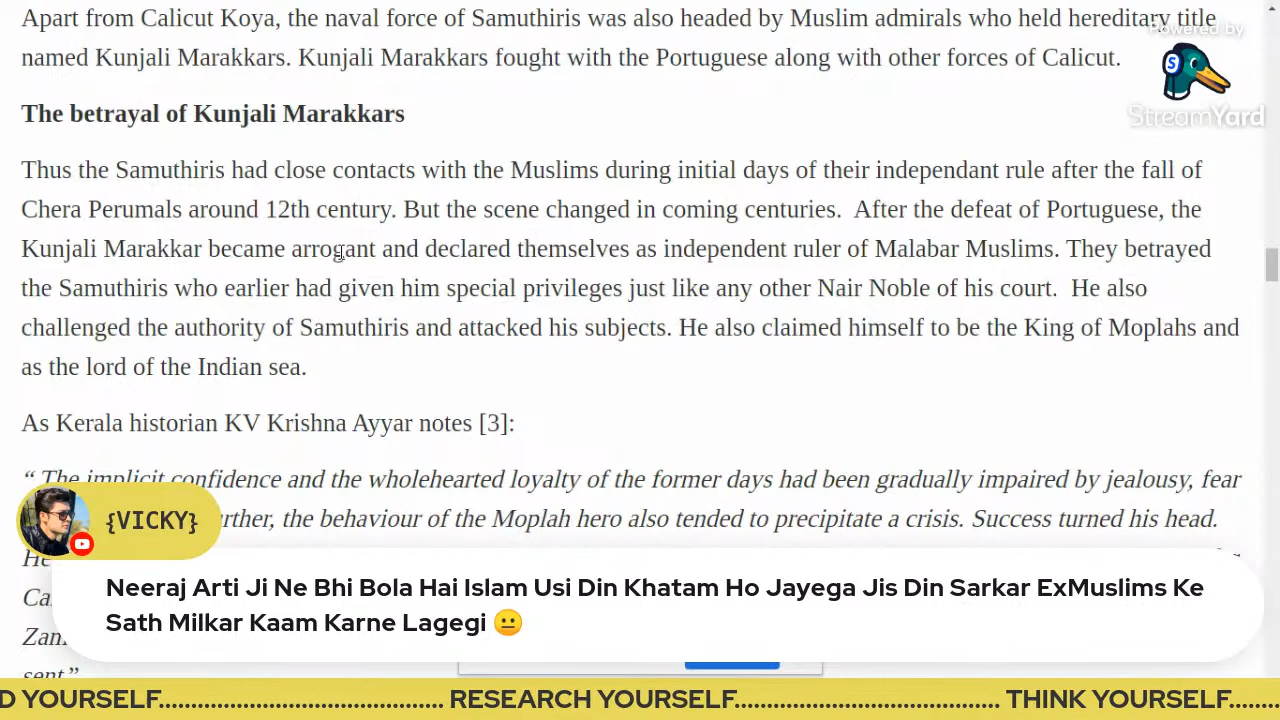 Apart from Calicut Koya, the naval force of Samuthiris was also headed by Muslim admirals who held hereditary title
named Kunjali Marakkars. Kunjali Marakkars fought with the Portuguese along with other forces of Calicut.
Powered by
StreamYard
The betrayal of Kunjali Marakkars
Thus the Samuthiris had close contacts with the Muslims during initial days of their independant rule after the fall of
Chera Perumals around 12th century. But the scene changed in coming centuries.  After the defeat of Portuguese, the
Kunjali Marakkar became arrogant and declared themselves as independent ruler of Malabar Muslims. They betrayed
the Samuthiris who earlier had given him special privileges just like any other Nair Noble of his court.  He also
challenged the authority of Samuthiris and attacked his subjects. He also claimed himself to be the King of Moplahs and
as the lord of the Indian sea.
As Kerala historian KV Krishna Ayyar notes [3]:
“ The implicit confidence and the wholehearted loyalty of the former days had been gradually impaired by jealousy, fear
the behaviour of the Moplah hero also tended to precipitate a crisis. Success turned his head.
{VICKY}
Neeraj Arti Ji Ne Bhi Bola Hai Islam Usi Din Khatam Ho Jayega Jis Din Sarkar ExMuslims Ke
Sath Milkar Kaam Karne Lagegi 😐
YOURSELF.................................................. RESEARCH YOURSELF.................................................. THINK YOURSELF........